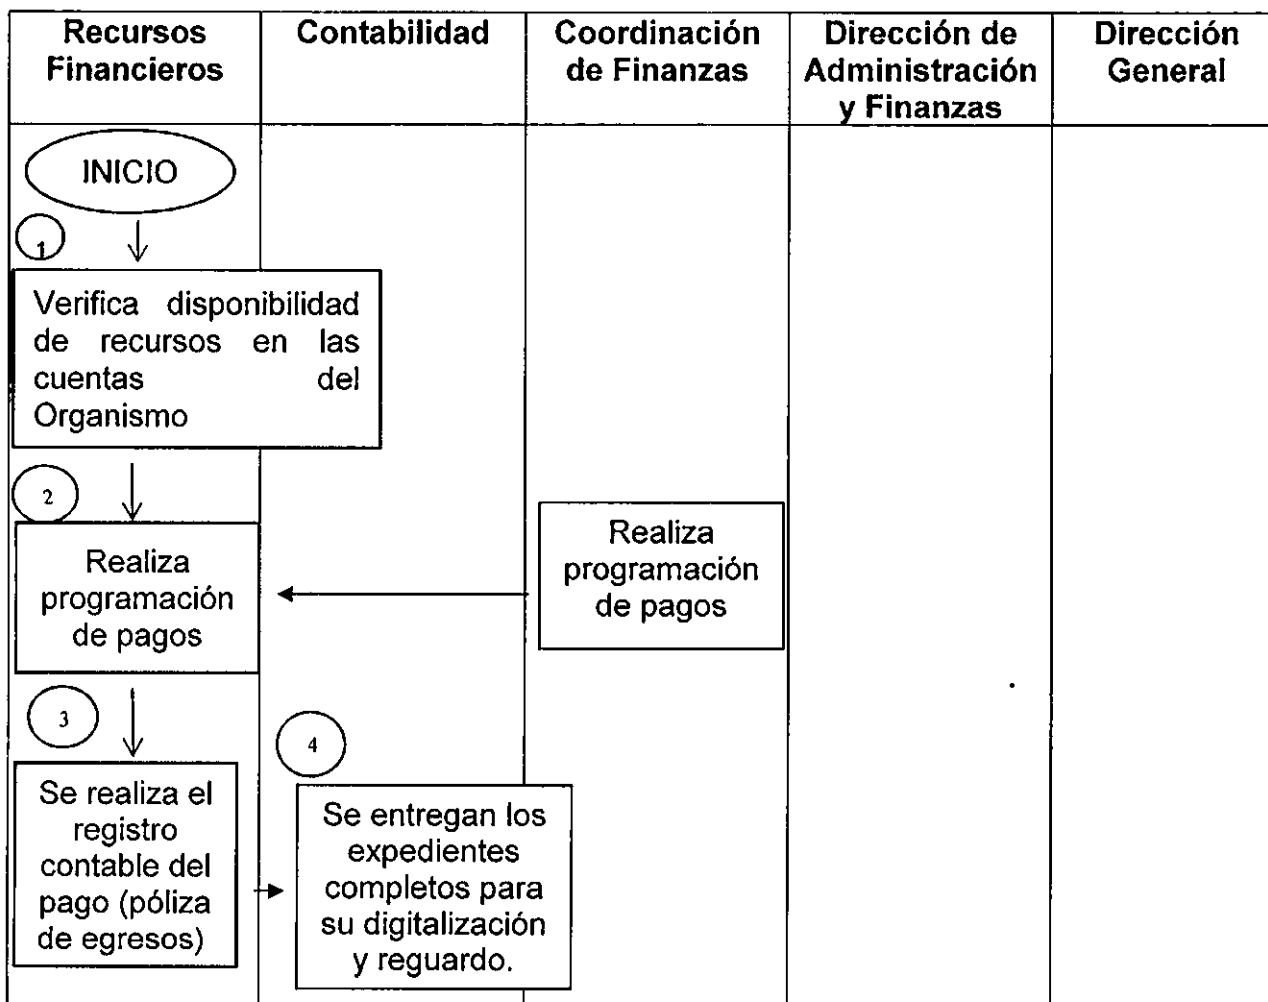 Recursos
Financieros
Contabilidad
Coordinación
de Finanzas
Dirección de
Administración
y Finanzas
Dirección
General
INICIO
1
Verifica disponibilidad
de recursos en las
cuentas del
Organismo
2
Realiza
programación
de pagos
Realiza
programación
de pagos
3
Se realiza el
registro
contable del
pago (póliza
de egresos)
4
Se entregan los
expedientes
completos para
su digitalización
y reguardo.